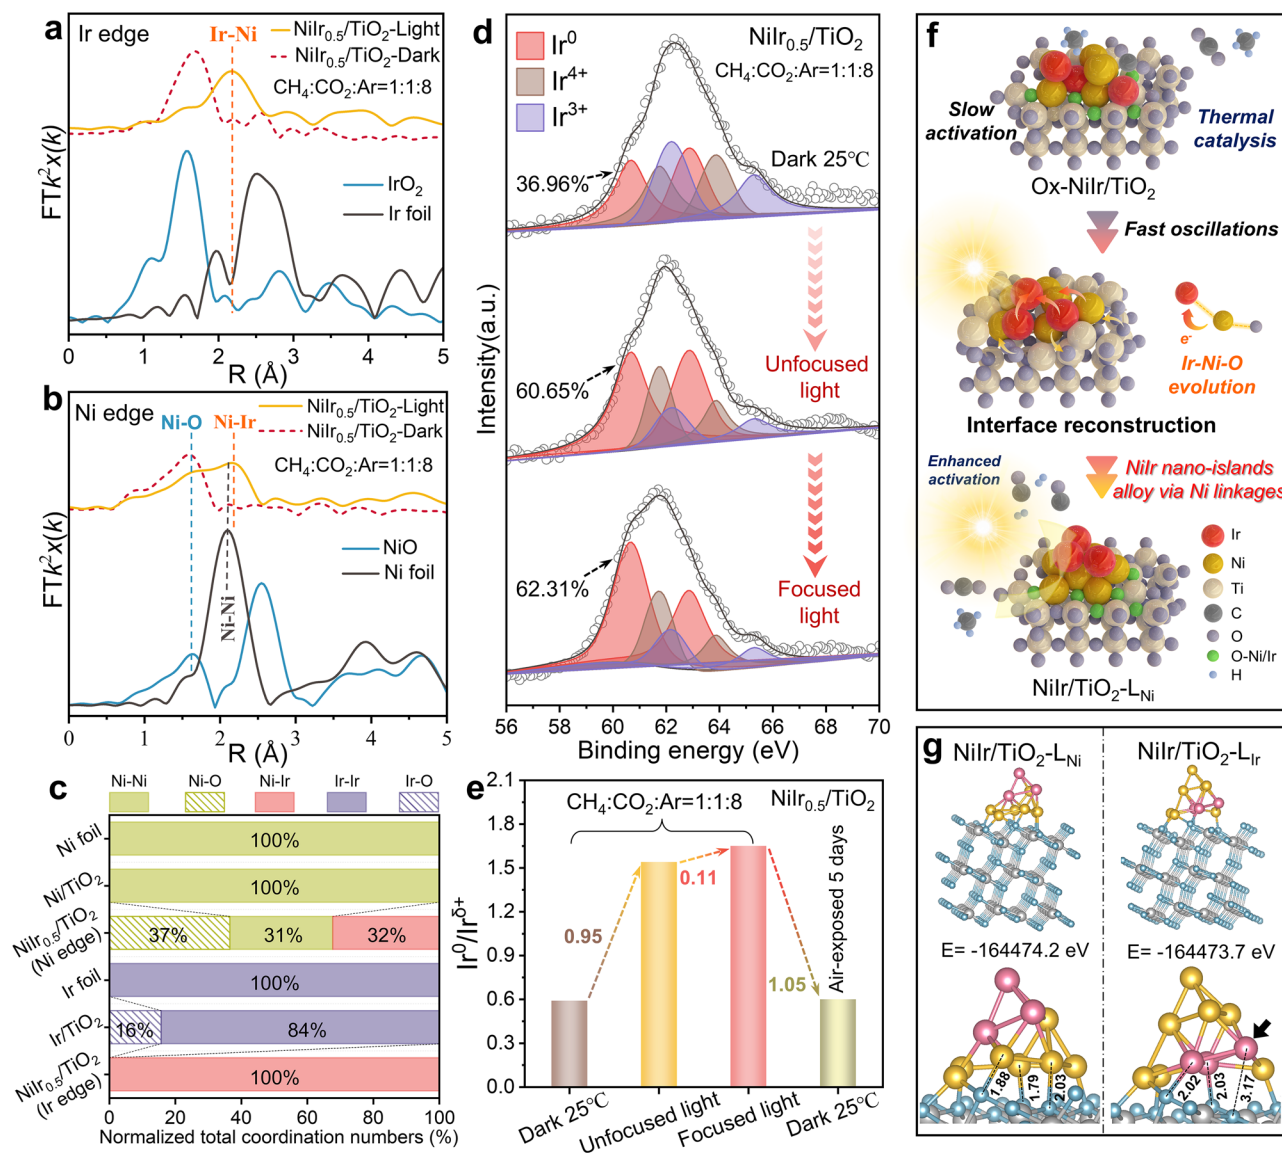 a
Ir edge
Ir–Ni
NiIr0.5/TiO2-Light
NiIr0.5/TiO2-Dark
CH4:CO2:Ar=1:1:8
IrO2
Ir foil
FTk2x(k)
0 1 2 3 4 5
R (Å)
b
Ni edge
Ni-O
Ni-Ir
NiIr0.5/TiO2-Light
NiIr0.5/TiO2-Dark
CH4:CO2:Ar=1:1:8
NiO
Ni foil
Ni-Ni
FTk2x(k)
0 1 2 3 4 5
R (Å)
c
Ni-Ni Ni-O Ni-Ir Ir-Ir Ir-O
Ni foil
100%
Ni/TiO2
100%
NiIr0.5/TiO2
(Ni edge)
37% 31% 32%
Ir foil
100%
Ir/TiO2
16% 84%
NiIr0.5/TiO2
(Ir edge)
100%
0 20 40 60 80 100
Normalized total coordination numbers (%)
d
Ir0
Ir4+
Ir3+
NiIr0.5/TiO2
CH4:CO2:Ar=1:1:8
Dark 25℃
36.96%
Unfocused
light
60.65%
Focused
light
62.31%
Intensity(a.u.)
56 58 60 62 64 66 68 70
Binding energy (eV)
e
CH4:CO2:Ar=1:1:8
NiIr0.5/TiO2
Ir0/Irδ+
2.1
1.8
1.5
1.2
0.9
0.6
0.3
0.0
0.95
0.11
1.05
Air-exposed 5 days
Dark 25℃
Unfocused light
Focused light
Dark 25℃
f
Slow
activation
Thermal
catalysis
Ox-NiIr/TiO2
Fast oscillations
e-
Ir-Ni-O
evolution
Interface reconstruction
Enhanced
activation
NiIr nano-islands
alloy via Ni linkages
Ir
Ni
Ti
C
O
O-Ni/Ir
H
NiIr/TiO2-LNi
g
NiIr/TiO2-LNi
NiIr/TiO2-LIr
E= -164474.2 eV
E= -164473.7 eV
1.88 1.79 2.03
2.02 2.03 3.17